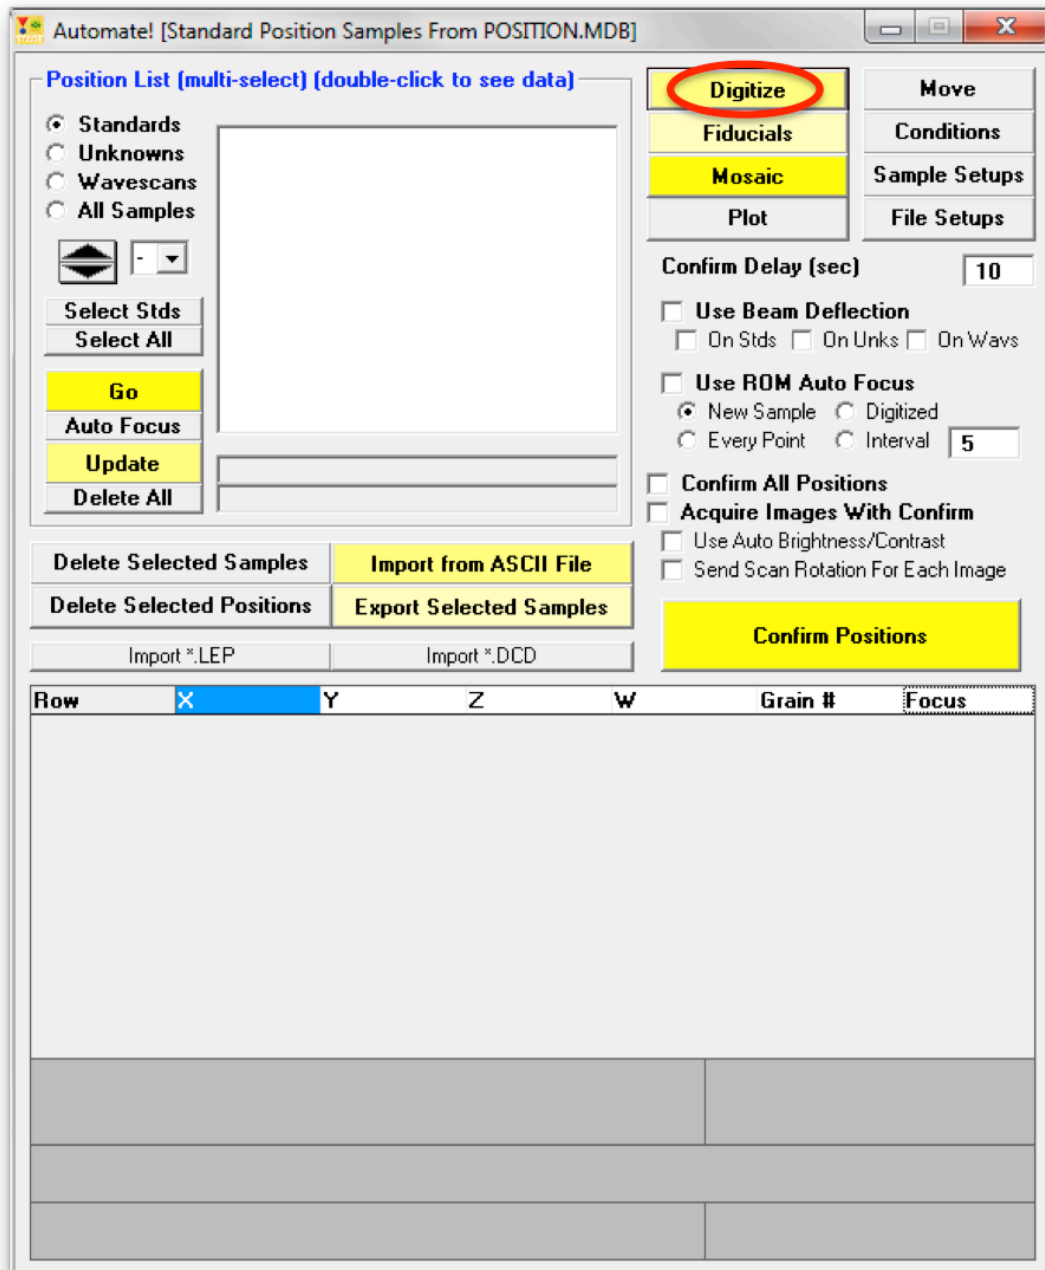 Automate! [Standard Position Samples From POSITION.MDB]
Position List (multi-select) (double-click to see data)
Standards
Unknowns
Wavescans
All Samples
-
Select Stds
Select All
Go
Auto Focus
Update
Delete All
Delete Selected Samples
Import from ASCII File
Delete Selected Positions
Export Selected Samples
Import *.LEP
Import *.DCD
Digitize
Move
Fiducials
Conditions
Mosaic
Sample Setups
Plot
File Setups
Confirm Delay (sec) 10
Use Beam Deflection
On Stds On Unks On Wavs
Use ROM Auto Focus
New Sample Digitized
Every Point Interval 5
Confirm All Positions
Acquire Images With Confirm
Use Auto Brightness/Contrast
Send Scan Rotation For Each Image
Confirm Positions
Row X Y Z W Grain # Focus